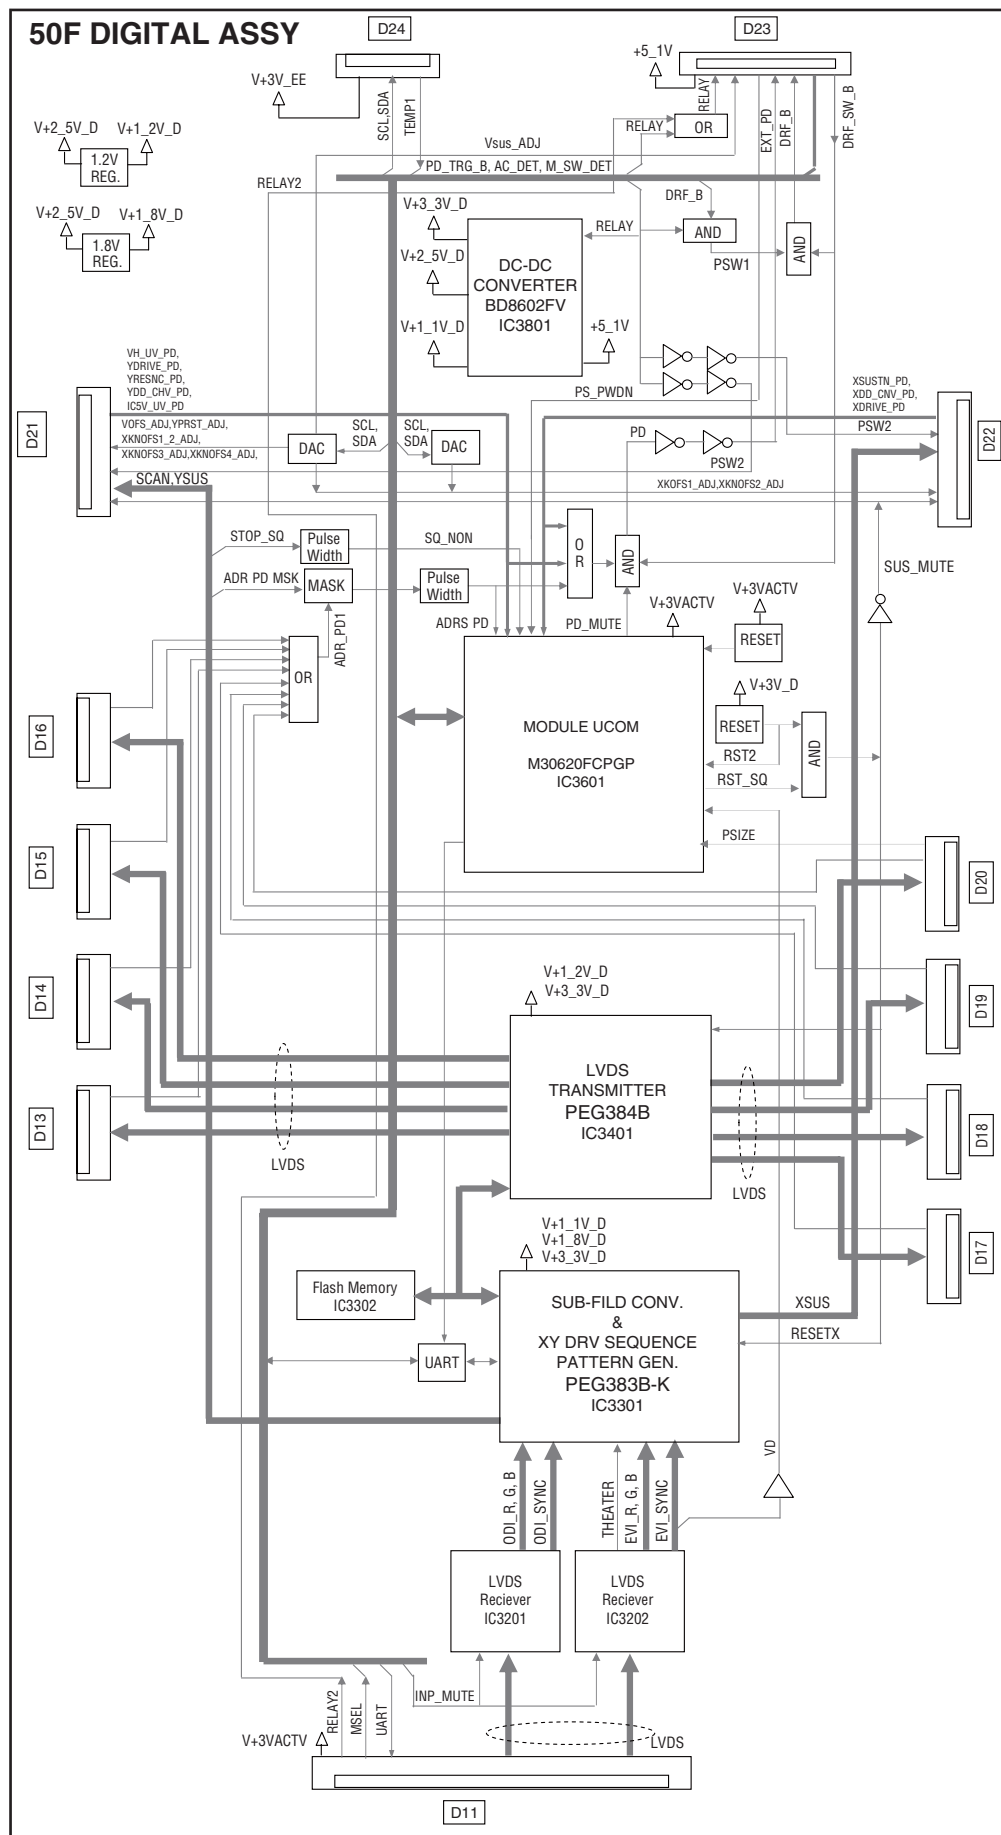 50F DIGITAL ASSY
D24
D23
V+3V_EE
SCL,SDA
TEMP1
+5_1V
RELAY
EXT_PD
DRF_B
DRF_SW_B
V+2_5V_D
V+1_2V_D
1.2V
REG.
V+2_5V_D
V+1_8V_D
1.8V
REG.
RELAY2
Vsus_ADJ
RELAY
OR
PD_TRG_B, AC_DET, M_SW_DET
DRF_B
V+3_3V_D
RELAY
AND
PSW1
AND
DC-DC
CONVERTER
BD8602FV
IC3801
V+2_5V_D
V+1_1V_D
+5_1V
VH_UV_PD,
YDRIVE_PD,
YRESNC_PD,
YDD_CHV_PD,
IC5V_UV_PD
PS_PWDN
XSUSTN_PD,
XDD_CNV_PD,
XDRIVE_PD
PSW2
D21
VOFS_ADJ,YPRST_ADJ,
XKNOFS1_2_ADJ,
XKNOFS3_ADJ,XKNOFS4_ADJ,
DAC
SCL,
SDA
SCL,
SDA
DAC
PD
PSW2
D22
SCAN,YSUS
XKOFS1_ADJ,XKNOFS2_ADJ
STOP_SQ
Pulse
Width
SQ_NON
O
R
AND
SUS_MUTE
ADR PD MSK
MASK
Pulse
Width
ADR_PD1
ADRS PD
PD_MUTE
V+3VACTV
V+3VACTV
RESET
OR
D16
MODULE UCOM
M30620FCPGP
IC3601
V+3V_D
RESET
RST2
AND
RST_SQ
PSIZE
D15
D20
D14
D19
V+1_2V_D
V+3_3V_D
LVDS
TRANSMITTER
PEG384B
IC3401
D13
D18
LVDS
LVDS
D17
V+1_1V_D
V+1_8V_D
V+3_3V_D
Flash Memory
IC3302
SUB-FILD CONV.
&
XY DRV SEQUENCE
PATTERN GEN.
PEG383B-K
IC3301
XSUS
RESETX
UART
VD
ODI_R, G, B
ODI_SYNC
THEATER
EVI_R, G, B
EVI_SYNC
LVDS
Reciever
IC3201
LVDS
Reciever
IC3202
INP_MUTE
RELAY2
MSEL
UART
V+3VACTV
LVDS
D11